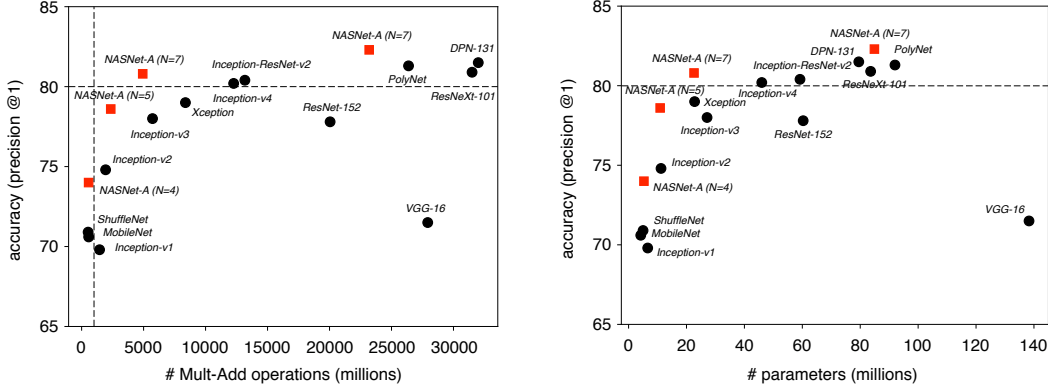 85
NASNet-A (N=7)
DPN-131
NASNet-A (N=7)
Inception-ResNet-v2
PolyNet
80
NASNet-A (N=5)
Inception-v4
ResNeXt-101
Xception
ResNet-152
Inception-v3
accuracy (precision @1)
75
Inception-v2
NASNet-A (N=4)
VGG-16
ShuffleNet
MobileNet
70
Inception-v1
65
0 5000 10000 15000 20000 25000 30000
# Mult-Add operations (millions)
85
NASNet-A (N=7)
DPN-131
PolyNet
NASNet-A (N=7)
Inception-ResNet-v2
80
ResNeXt-101
NASNet-A (N=5)
Inception-v4
Xception
Inception-v3
ResNet-152
accuracy (precision @1)
75
Inception-v2
NASNet-A (N=4)
VGG-16
ShuffleNet
MobileNet
70
Inception-v1
65
0 20 40 60 80 100 120 140
# parameters (millions)